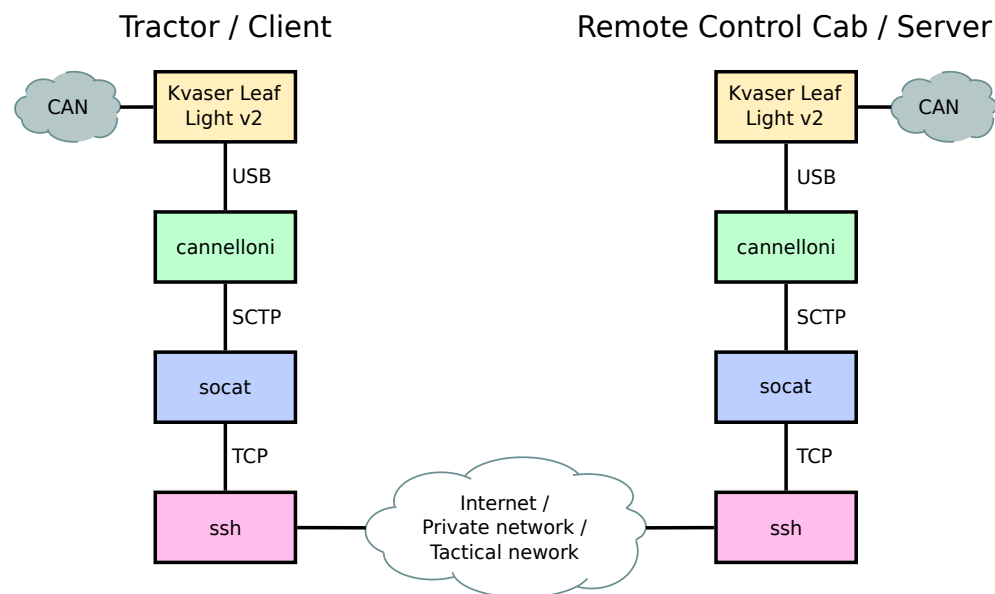 Tractor / Client
Remote Control Cab / Server
CAN
Kvaser Leaf
Light v2
Kvaser Leaf
Light v2
CAN
USB
USB
cannelloni
cannelloni
SCTP
SCTP
socat
socat
TCP
TCP
ssh
Internet /
Private network /
Tactical nework
ssh